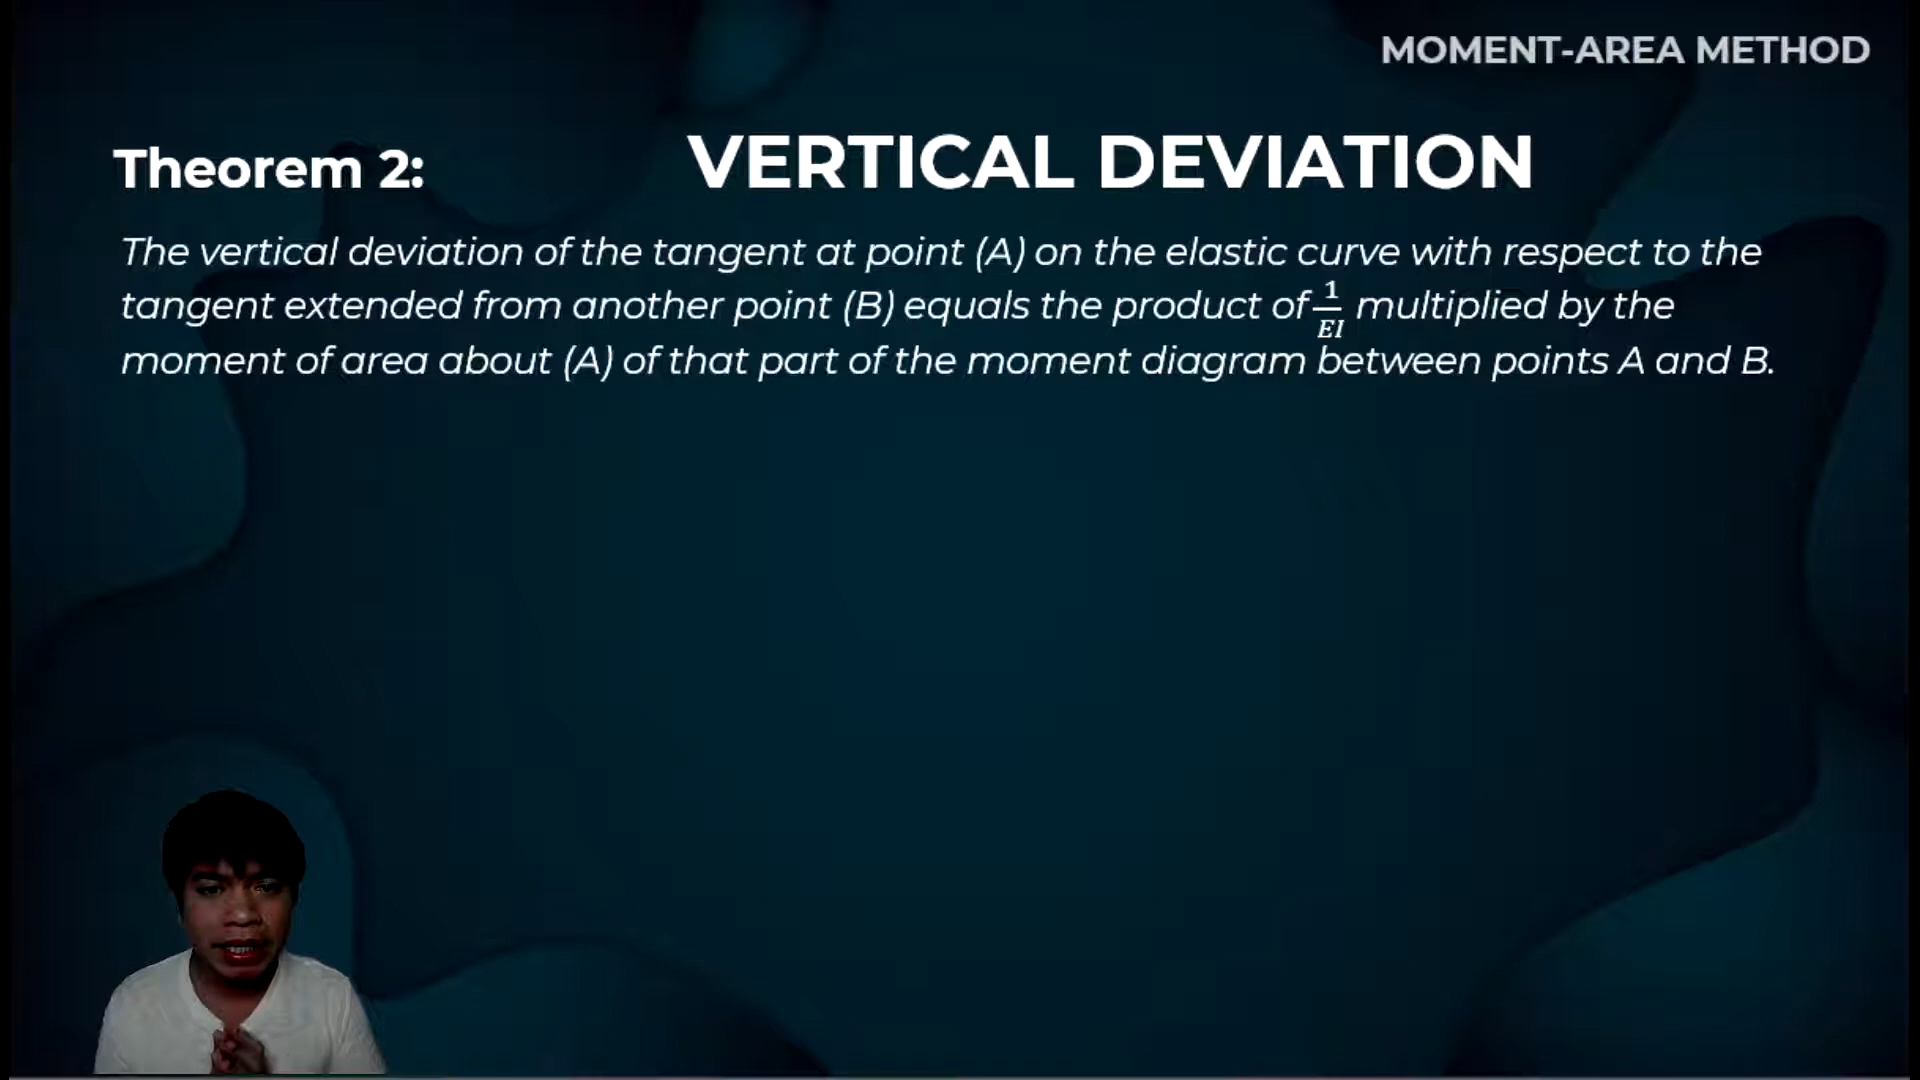 MOMENT-AREA METHOD
Theorem 2:
VERTICAL DEVIATION
The vertical deviation of the tangent at point (A) on the elastic curve with respect to the
tangent extended from another point (B) equals the product of 1/EI multiplied by the
moment of area about (A) of that part of the moment diagram between points A and B.